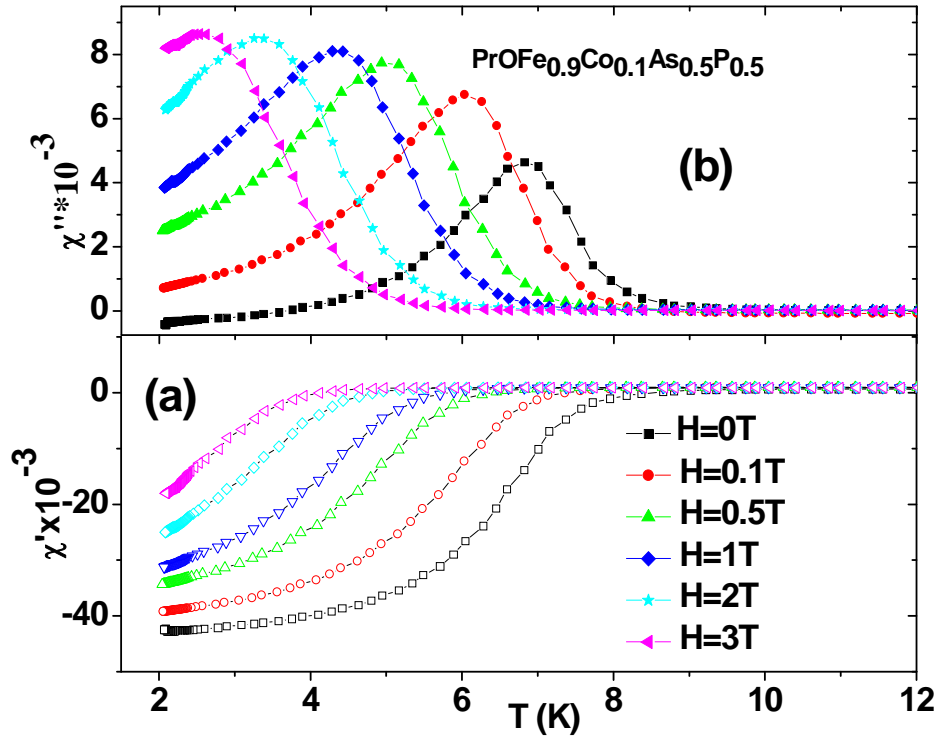 8
6
4
2
0
χ''*10⁻³
PrOFe₀.₉Co₀.₁As₀.₅P₀.₅
(b)
(a)
0
-20
-40
χ'x10⁻³
H=0T
H=0.1T
H=0.5T
H=1T
H=2T
H=3T
2 4 6 8 10 12
T (K)